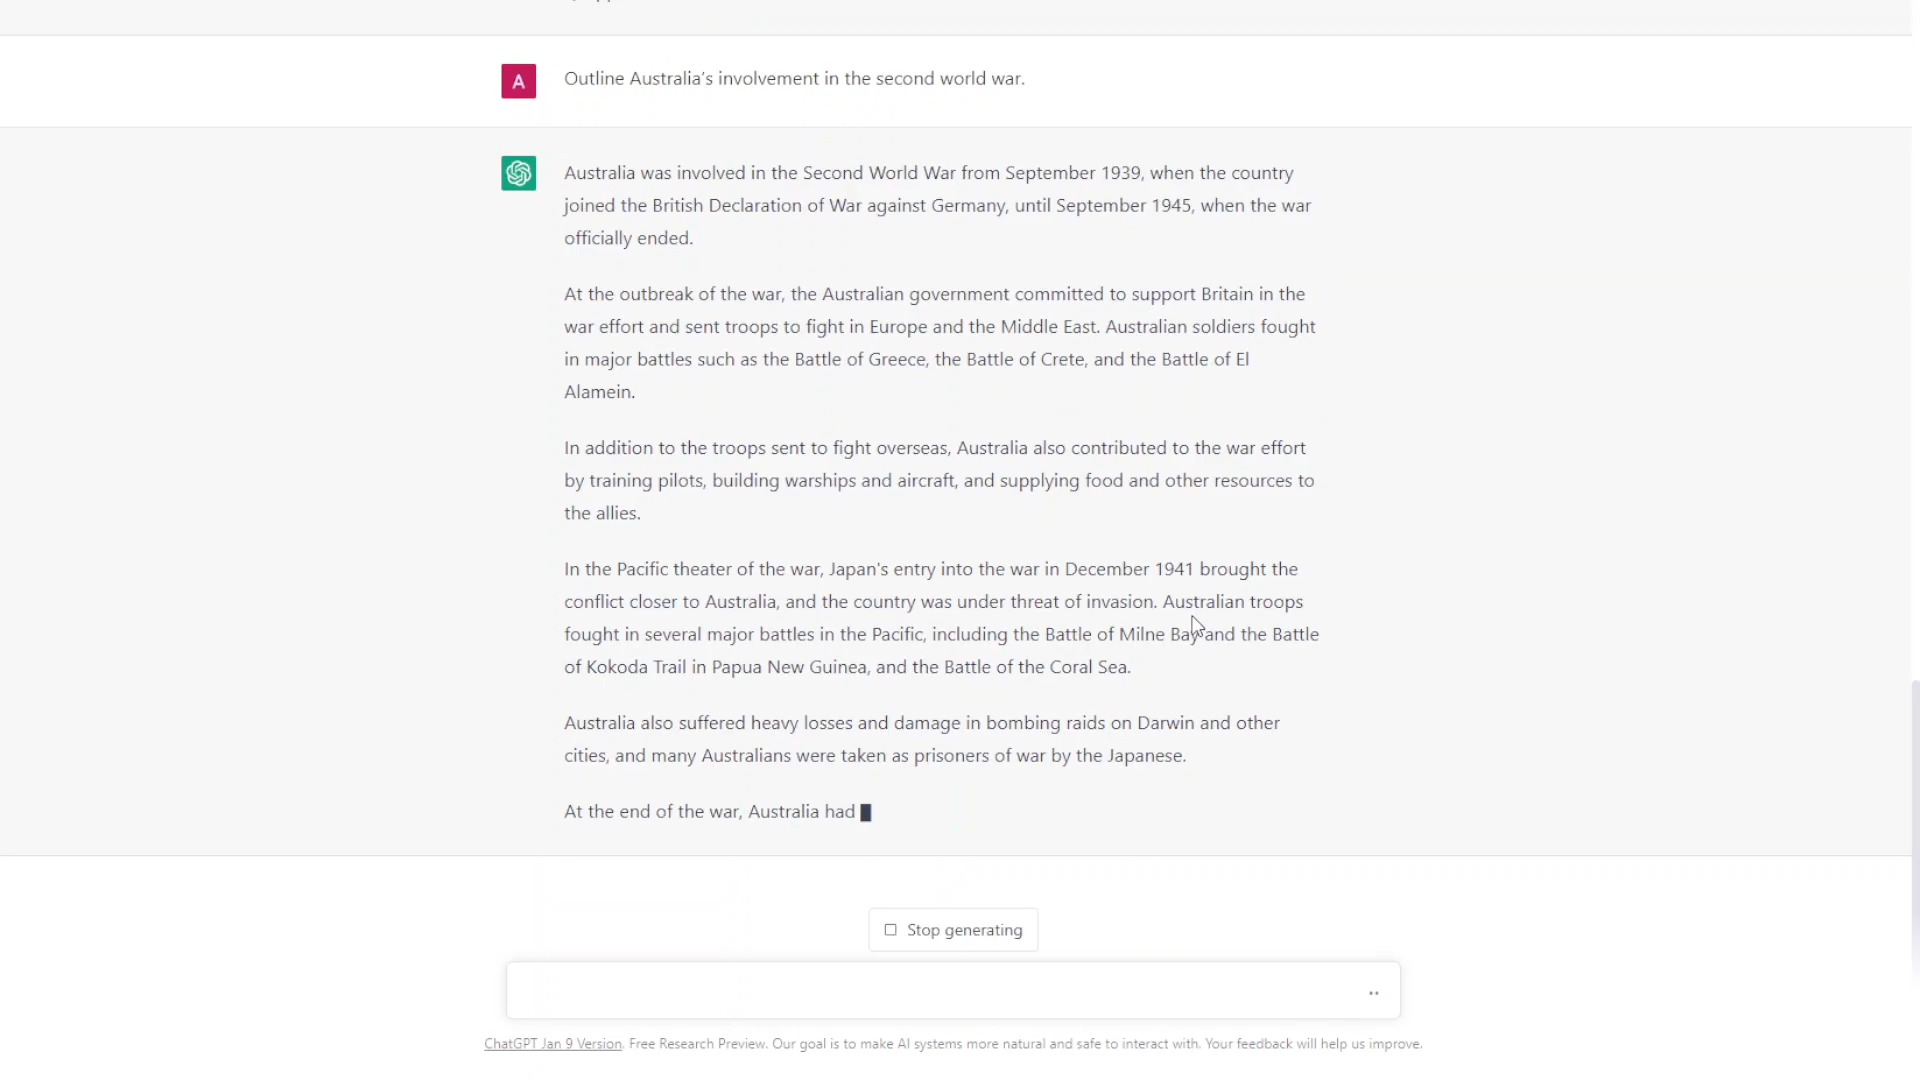 A
Outline Australia's involvement in the second world war.
Australia was involved in the Second World War from September 1939, when the country
joined the British Declaration of War against Germany, until September 1945, when the war
officially ended.
At the outbreak of the war, the Australian government committed to support Britain in the
war effort and sent troops to fight in Europe and the Middle East. Australian soldiers fought
in major battles such as the Battle of Greece, the Battle of Crete, and the Battle of El
Alamein.
In addition to the troops sent to fight overseas, Australia also contributed to the war effort
by training pilots, building warships and aircraft, and supplying food and other resources to
the allies.
In the Pacific theater of the war, Japan's entry into the war in December 1941 brought the
conflict closer to Australia, and the country was under threat of invasion. Australian troops
fought in several major battles in the Pacific, including the Battle of Milne Bay and the Battle
of Kokoda Trail in Papua New Guinea, and the Battle of the Coral Sea.
Australia also suffered heavy losses and damage in bombing raids on Darwin and other
cities, and many Australians were taken as prisoners of war by the Japanese.
At the end of the war, Australia had
Stop generating
ChatGPT Jan 9 Version. Free Research Preview. Our goal is to make AI systems more natural and safe to interact with. Your feedback will help us improve.